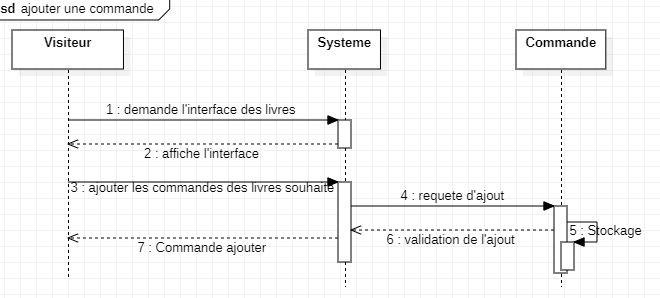 sd ajouter une commande
Visiteur
Systeme
Commande
1 : demande l'interface des livres
2 : affiche l'interface
3 : ajouter les commandes des livres souhaité
4 : requete d'ajout
5 : Stockage
6 : validation de l'ajout
7 : Commande ajouter